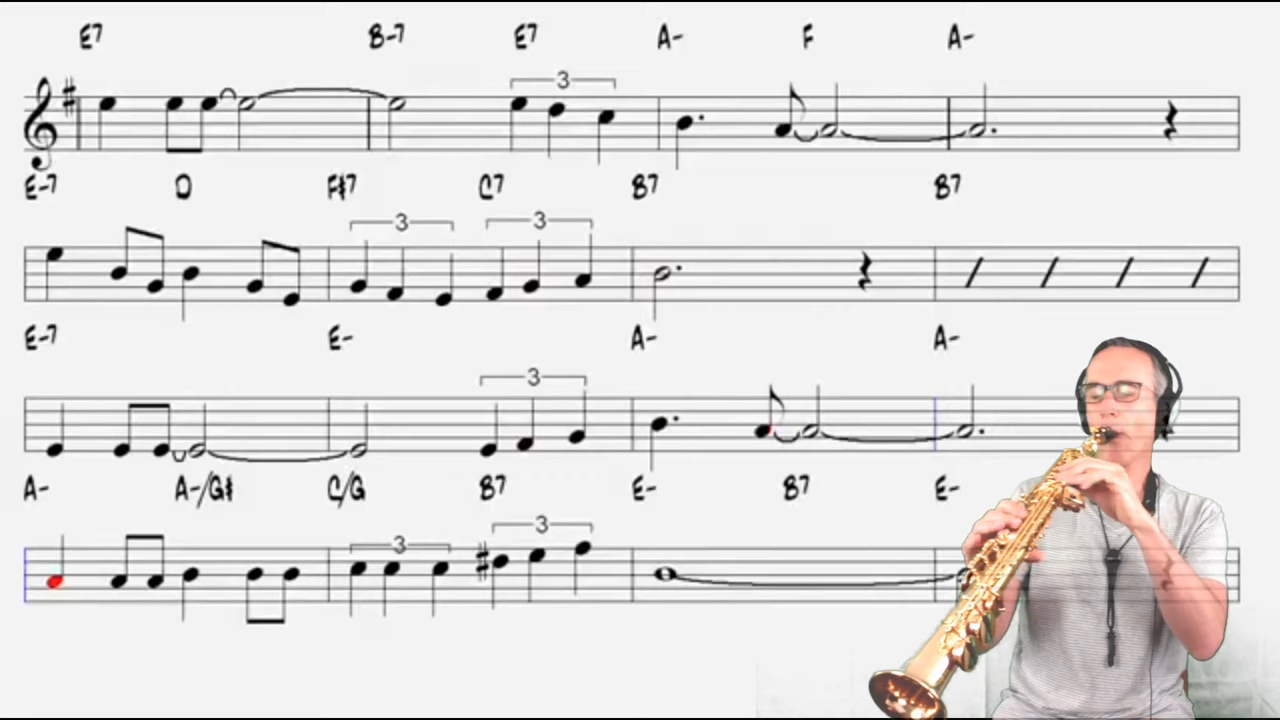 E7 B-7 E7 A- F A-
3
E-7 D F#7 C7 B7 B7
3 3
E-7 E- A- A-
3
A- A-/G# C/G B7 E- B7 E-
3 3